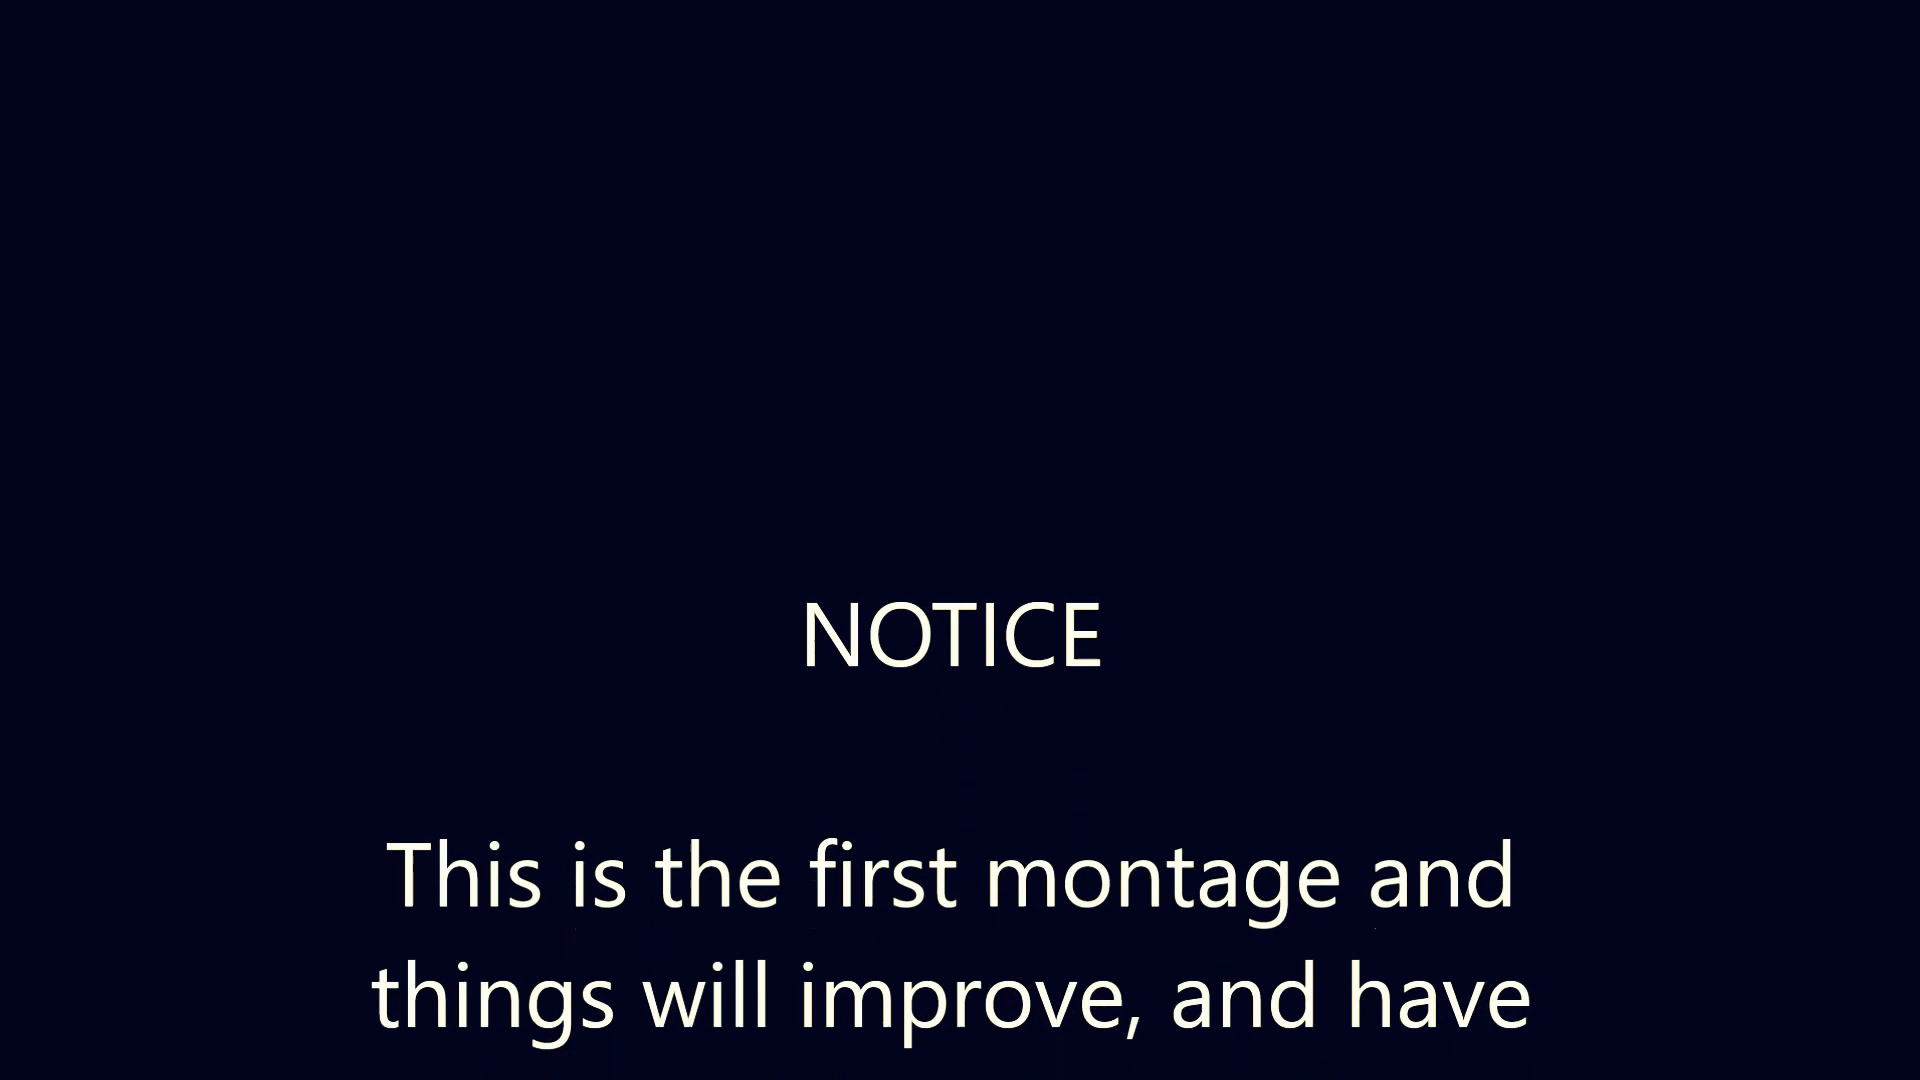 NOTICE
This is the first montage and
things will improve, and have